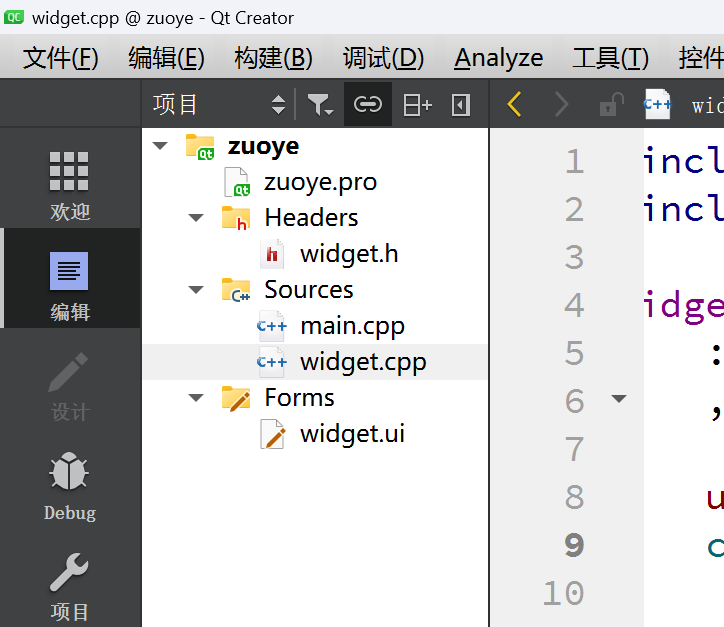 widget.cpp @ zuoye - Qt Creator
文件(F) 编辑(E) 构建(B) 调试(D) Analyze 工具(T) 控件
项目
wid
欢迎
编辑
设计
Debug
项目
zuoye
zuoye.pro
Headers
widget.h
Sources
main.cpp
widget.cpp
Forms
widget.ui
1 incl
2 incl
3
4 idge
5 :
6 ,
7
8 u
9 c
10